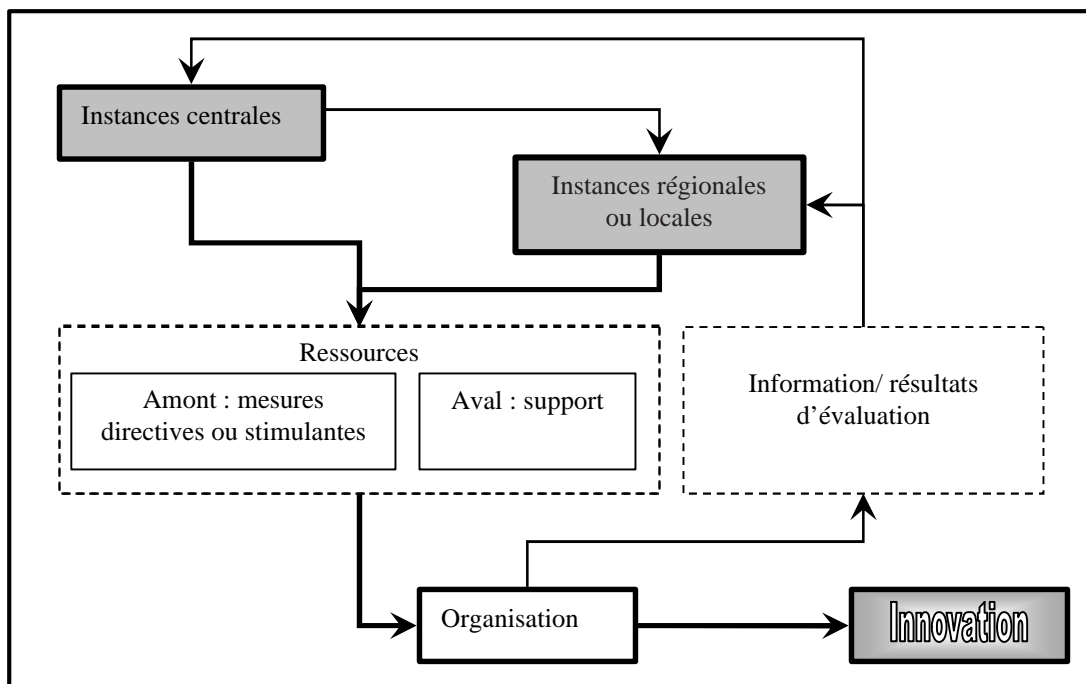 Instances centrales
Instances régionales
ou locales
Ressources
Amont : mesures
directives ou stimulantes
Aval : support
Information/ résultats
d’évaluation
Organisation
Innovation